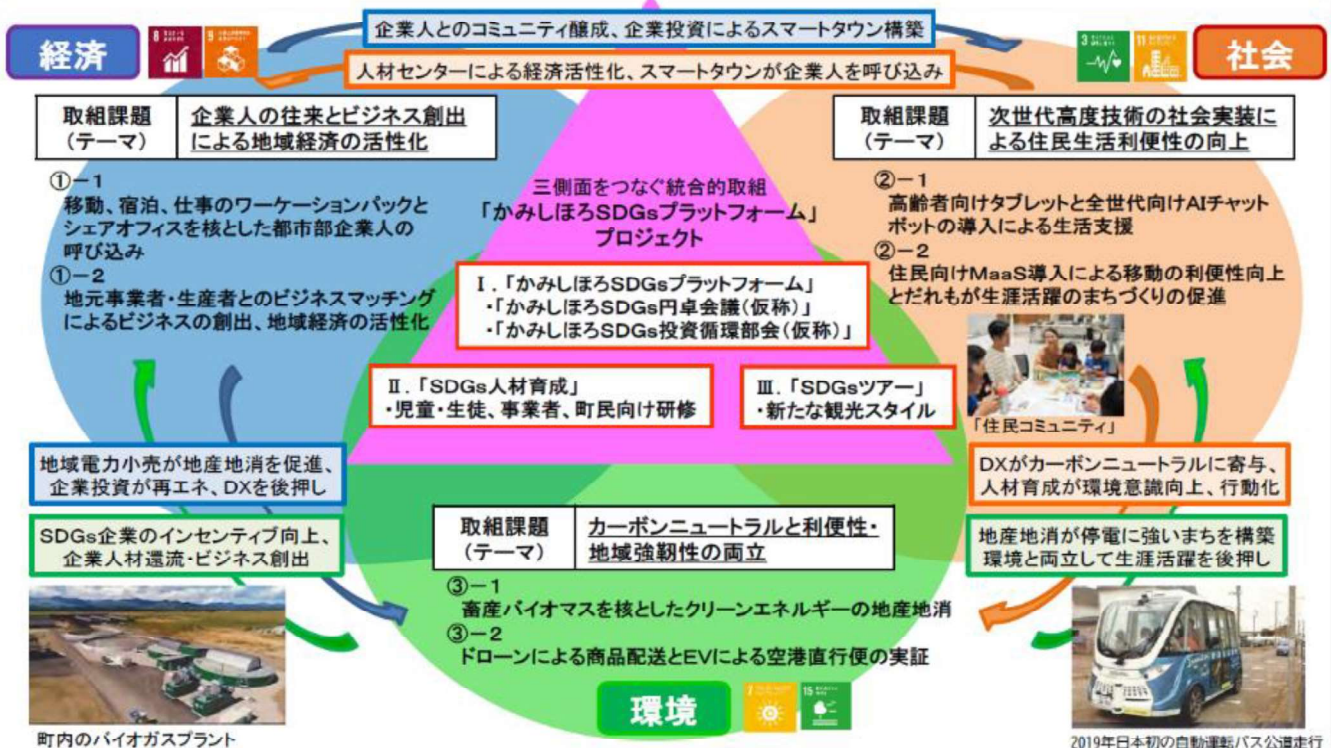 企業人とのコミュニティ醸成、企業投資によるスマートタウン構築
経済
8
9
3
11
社会
人材センターによる経済活性化、スマートタウンが企業人を呼び込み
取組課題
(テーマ)
企業人の往来とビジネス創出
による地域経済の活性化
取組課題
(テーマ)
次世代高度技術の社会実装に
よる住民生活利便性の向上
①-1
移動、宿泊、仕事のワーケーションパックと
シェアオフィスを核とした都市部企業人の
呼び込み
①-2
地元事業者・生産者とのビジネスマッチング
によるビジネスの創出、地域経済の活性化
三側面をつなぐ統合的取組
「かみしほろSDGsプラットフォーム」
プロジェクト
②-1
高齢者向けタブレットと全世代向けAIチャット
ボットの導入による生活支援
②-2
住民向けMaaS導入による移動の利便性向上
とだれもが生涯活躍のまちづくりの促進
Ⅰ.「かみしほろSDGsプラットフォーム」
・「かみしほろSDGs円卓会議(仮称)」
・「かみしほろSDGs投資循環部会(仮称)」
Ⅱ.「SDGs人材育成」
・児童・生徒、事業者、町民向け研修
Ⅲ.「SDGsツアー」
・新たな観光スタイル
「住民コミュニティ」
地域電力小売が地産地消を促進、
企業投資が再エネ、DXを後押し
DXがカーボンニュートラルに寄与、
人材育成が環境意識向上、行動化
SDGs企業のインセンティブ向上、
企業人材還流・ビジネス創出
取組課題
(テーマ)
カーボンニュートラルと利便性・
地域強靭性の両立
地産地消が停電に強いまちを構築
環境と両立して生涯活躍を後押し
③-1
畜産バイオマスを核としたクリーンエネルギーの地産地消
③-2
ドローンによる商品配送とEVによる空港直行便の実証
環境
7
15
町内のバイオガスプラント
2019年日本初の自動運転バス公道走行